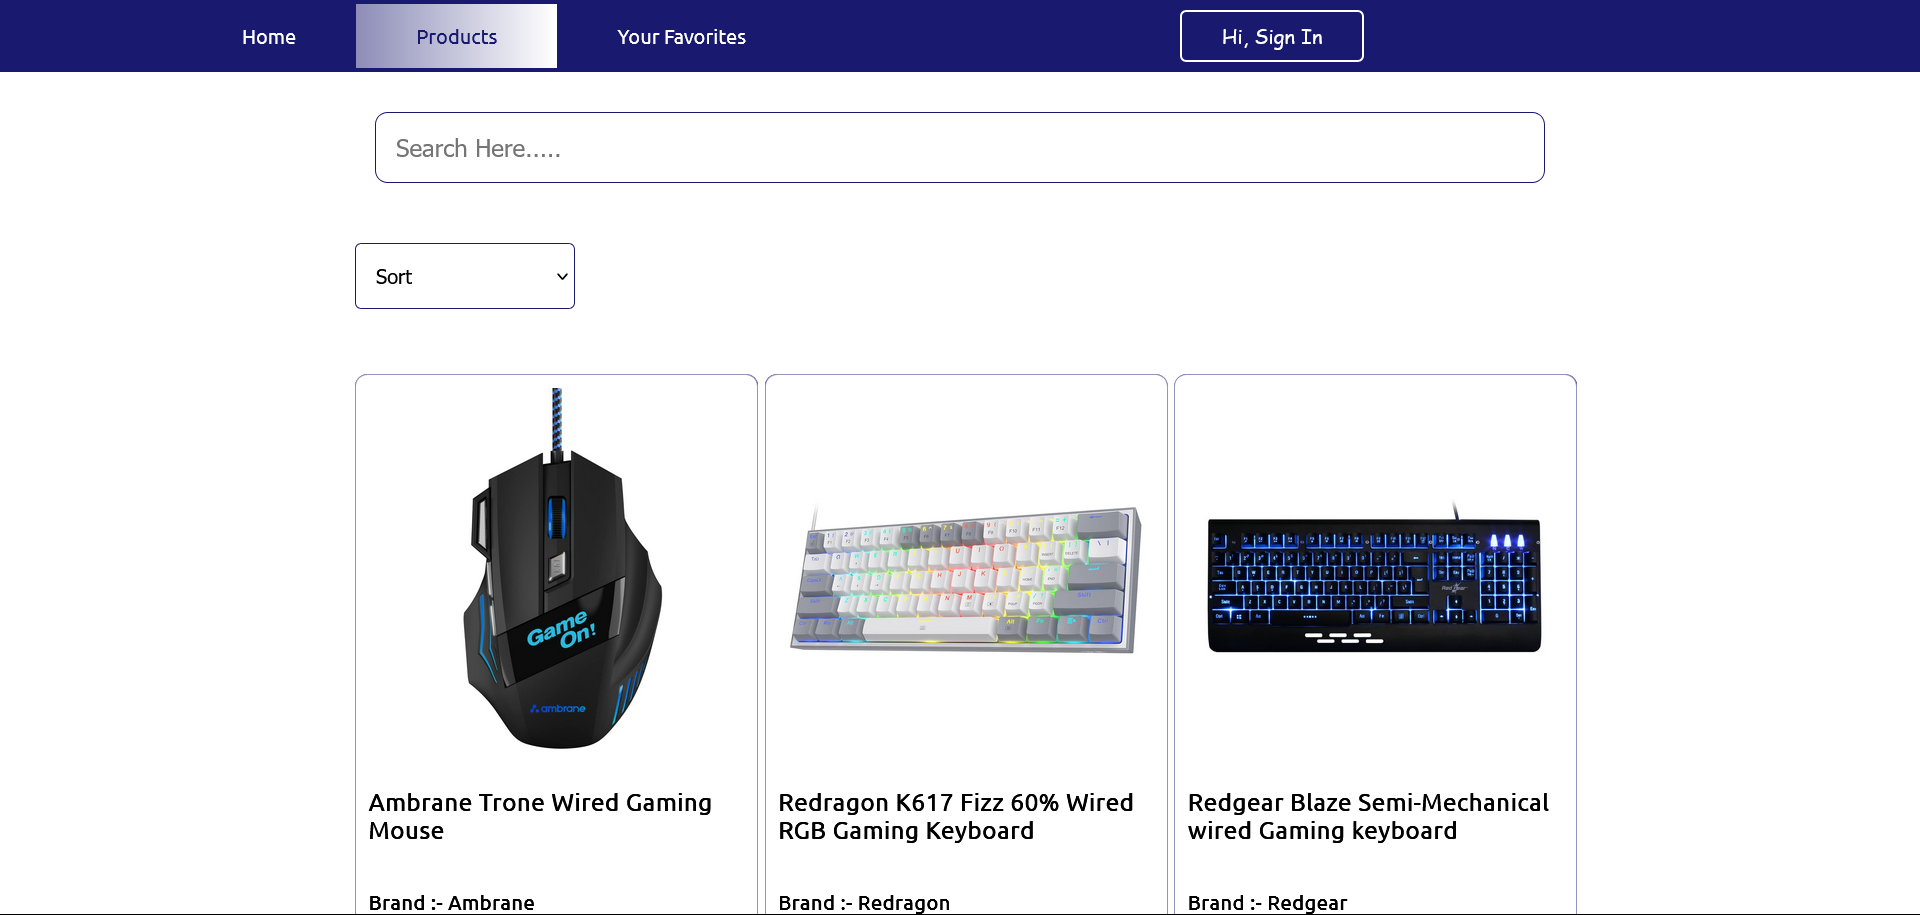 Home
Products
Your Favorites
Hi, Sign In
Search Here.....
Sort
Game
On!
ambrane
Redgear
Ambrane Trone Wired Gaming
Mouse
Redragon K617 Fizz 60% Wired
RGB Gaming Keyboard
Redgear Blaze Semi-Mechanical
wired Gaming keyboard
Brand :- Ambrane
Brand :- Redragon
Brand :- Redgear